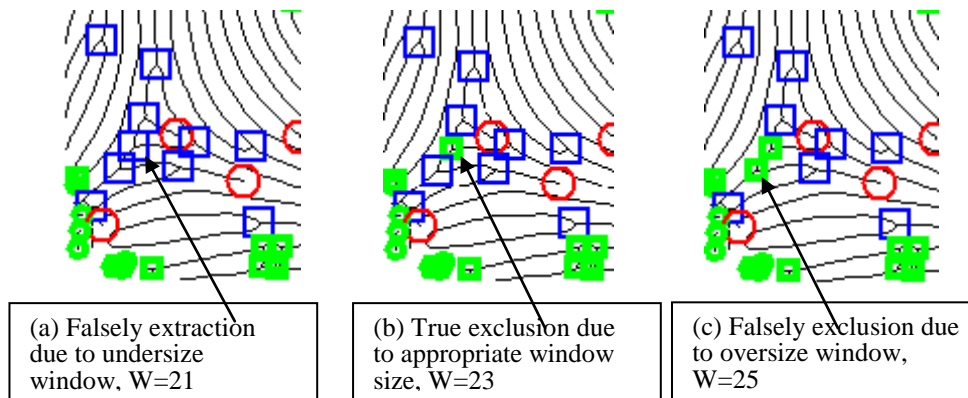 (a) Falsely extraction
due to undersize
window, W=21
(b) True exclusion due
to appropriate window
size, W=23
(c) Falsely exclusion due
to oversize window,
W=25